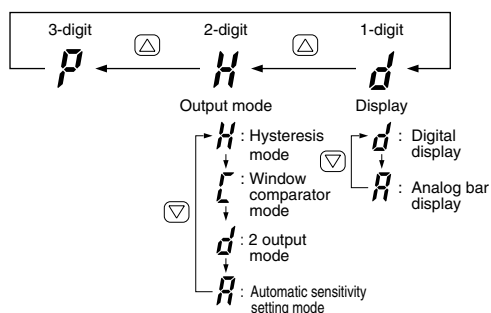 3-digit 2-digit 1-digit
P H d
Output mode Display
H : Hysteresis mode
C : Window comparator mode
d : 2 output mode
A : Automatic sensitivity setting mode
d : Digital display
A : Analog bar display